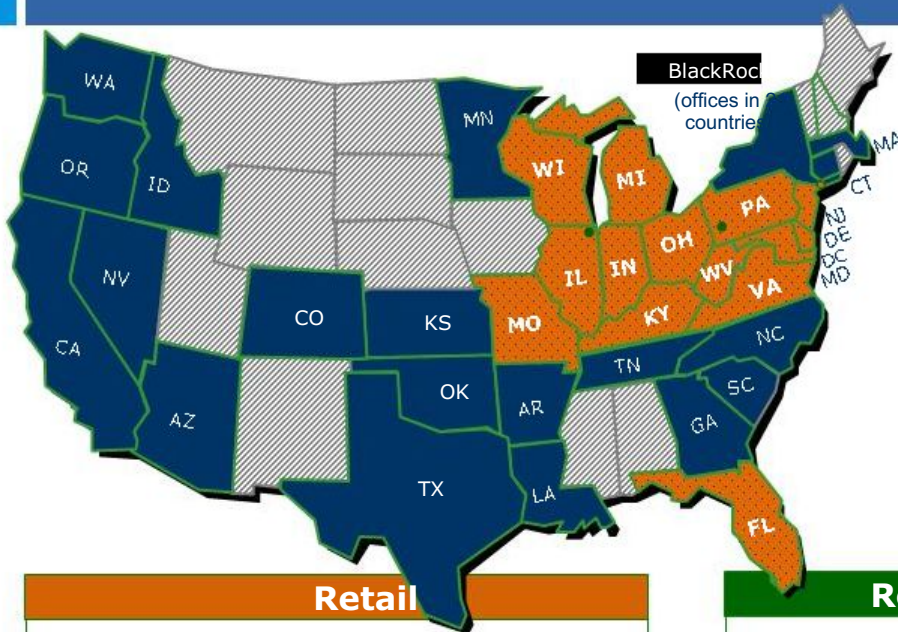 BlackRoc
(offices in
countries
WA
MN
OR
ID
WI
MI
MA
CT
PA
NJ
OH
DE
NV
IL
IN
WV
DC
MD
VA
CO
KS
MO
KY
NC
CA
TN
OK
AR
SC
AZ
GA
TX
LA
FL
Retail
R